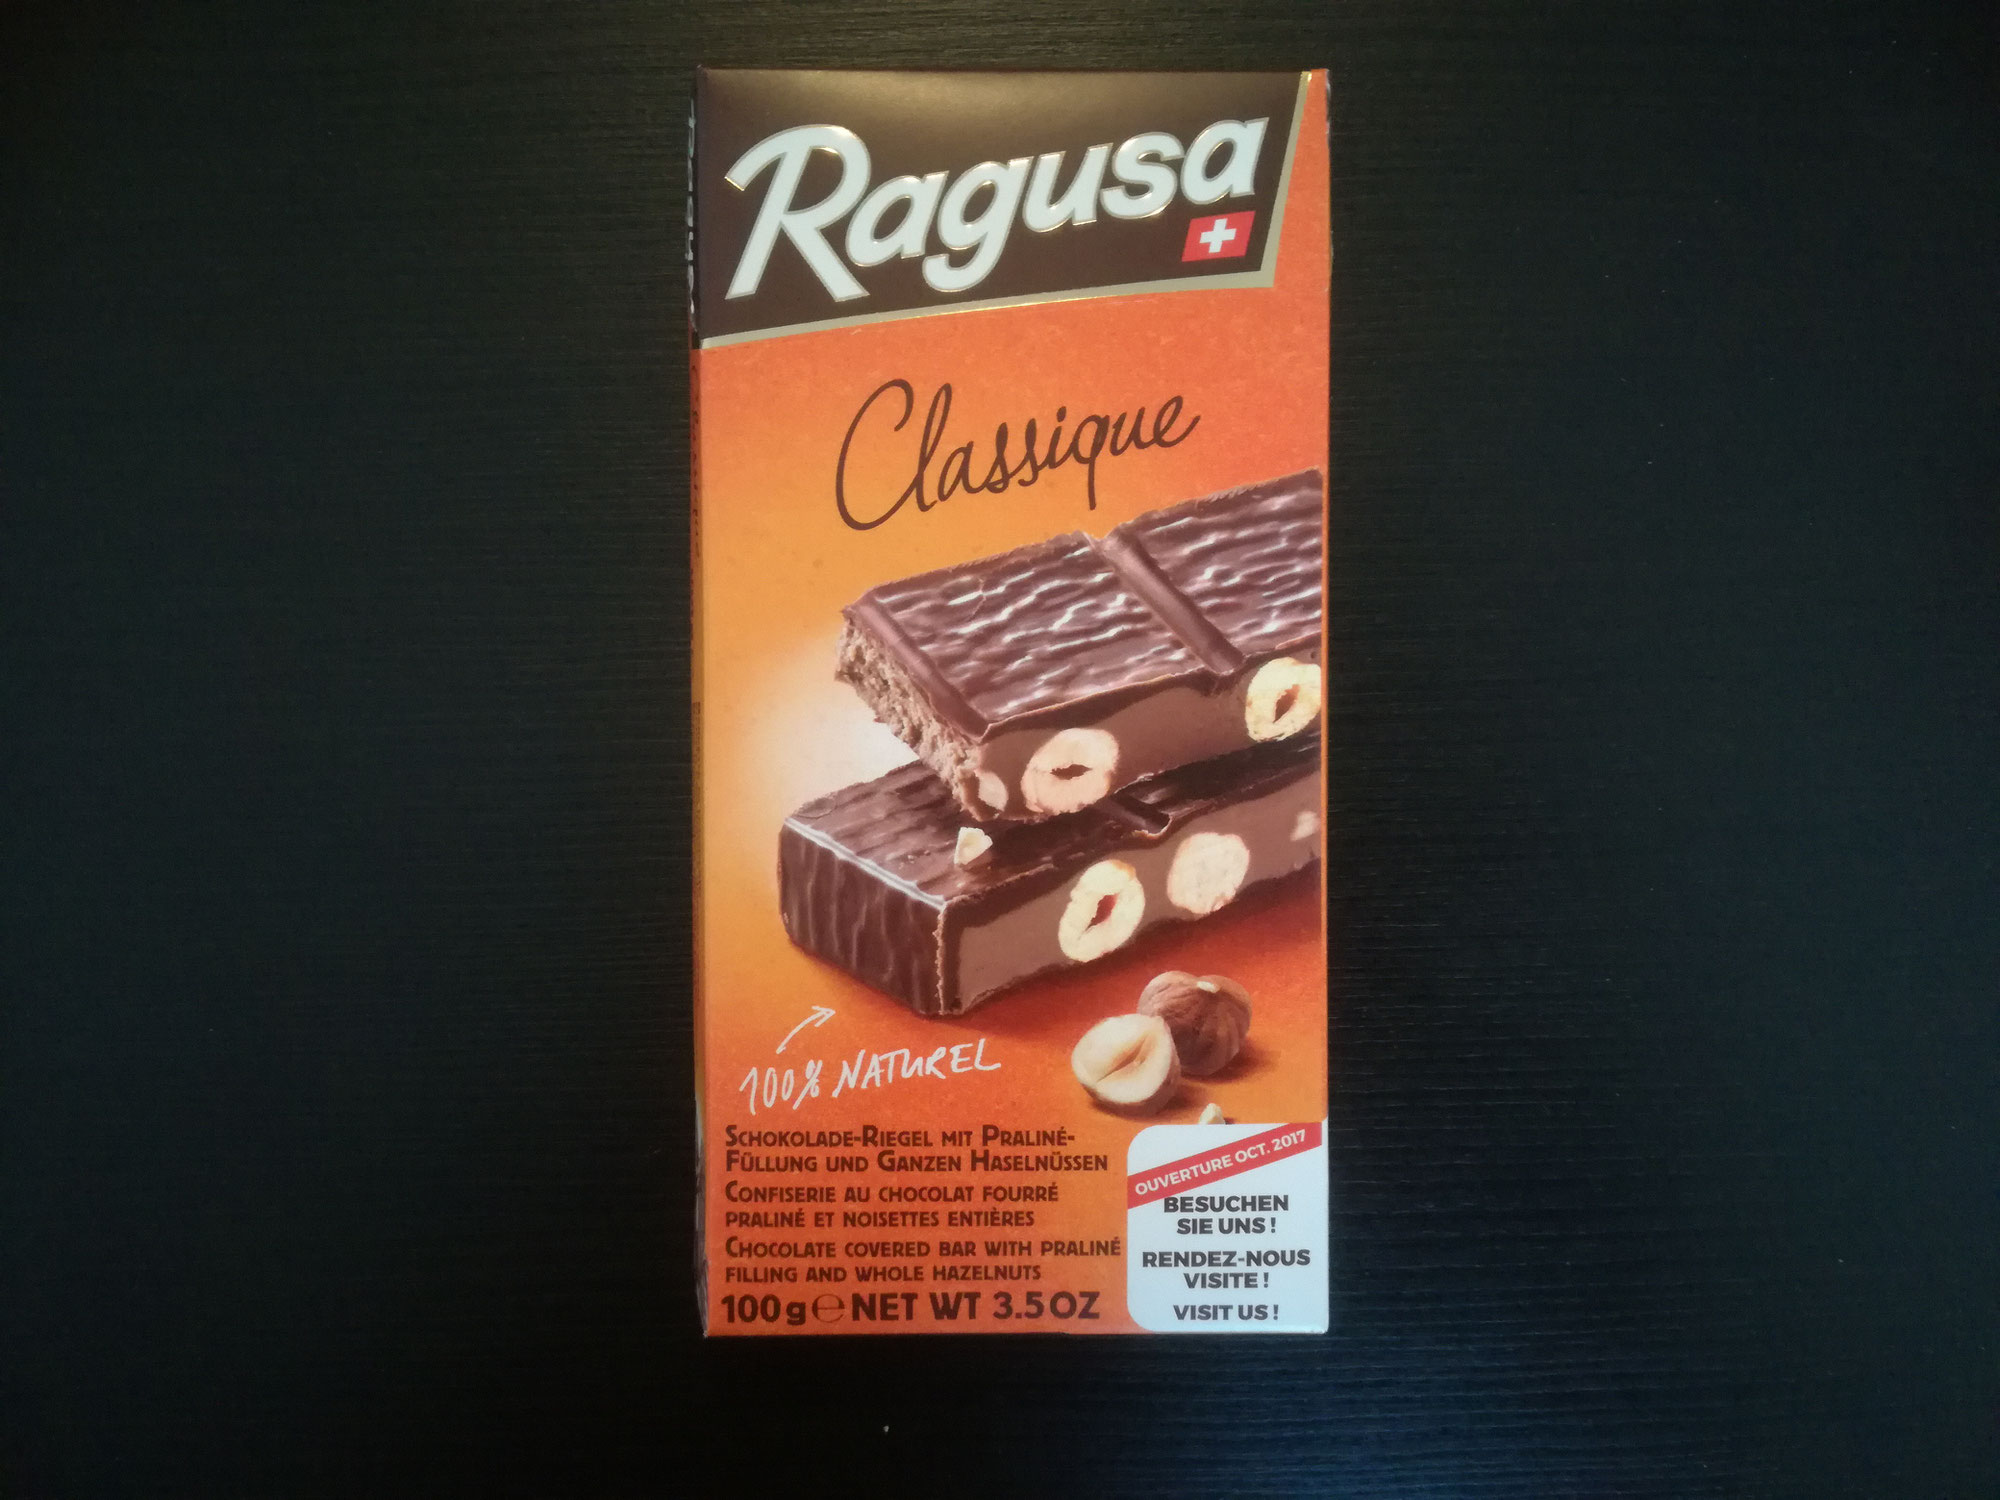 Ragusa
Classique
100% NATUREL
SCHOKOLADE-RIEGEL MIT PRALINÉ-
FÜLLUNG UND GANZEN HASELNÜSSEN
CONFISERIE AU CHOCOLAT FOURRÉ
PRALINÉ ET NOISETTES ENTIÈRES
CHOCOLATE COVERED BAR WITH PRALINÉ
FILLING AND WHOLE HAZELNUTS
100g ℮ NET WT 3.5 OZ
OUVERTURE OCT. 2017
BESUCHEN
SIE UNS !
RENDEZ-NOUS
VISITE !
VISIT US !